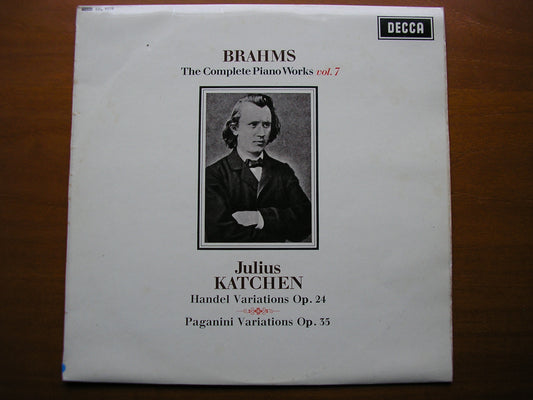 DECCA
BRAHMS
The Complete Piano Works vol. 7
Julius
KATCHEN
Handel Variations Op. 24
Paganini Variations Op. 35